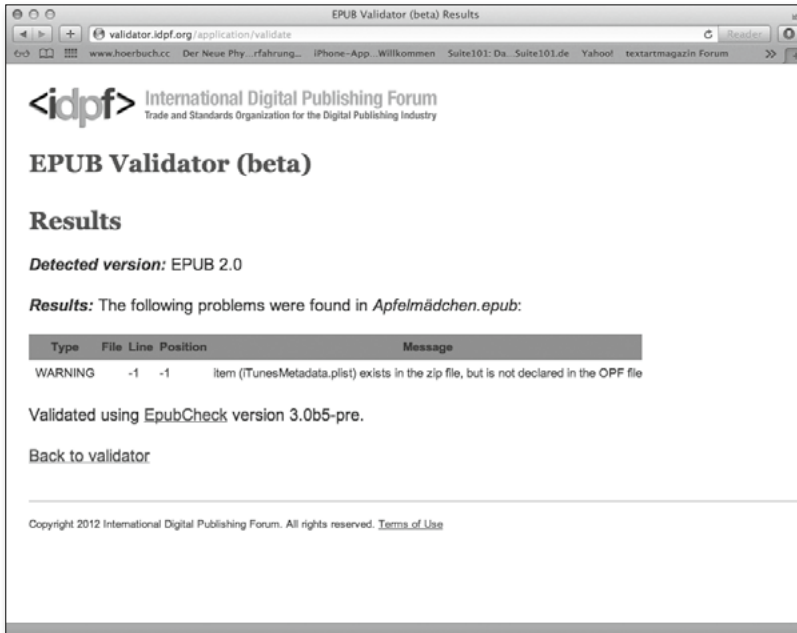 EPUB Validator (beta) Results
validator.idpf.org/application/validate
Reader
www.hoerbuch.cc Der Neue Phy...rfahrung... iPhone-App...Willkommen Suite101: Da...Suite101.de Yahoo! textartmagazin Forum
<idpf> International Digital Publishing Forum
Trade and Standards Organization for the Digital Publishing Industry
EPUB Validator (beta)
Results
Detected version: EPUB 2.0
Results: The following problems were found in Apfelmädchen.epub:
Type File Line Position Message
WARNING -1 -1 item (iTunesMetadata.plist) exists in the zip file, but is not declared in the OPF file
Validated using EpubCheck version 3.0b5-pre.
Back to validator
Copyright 2012 International Digital Publishing Forum. All rights reserved. Terms of Use